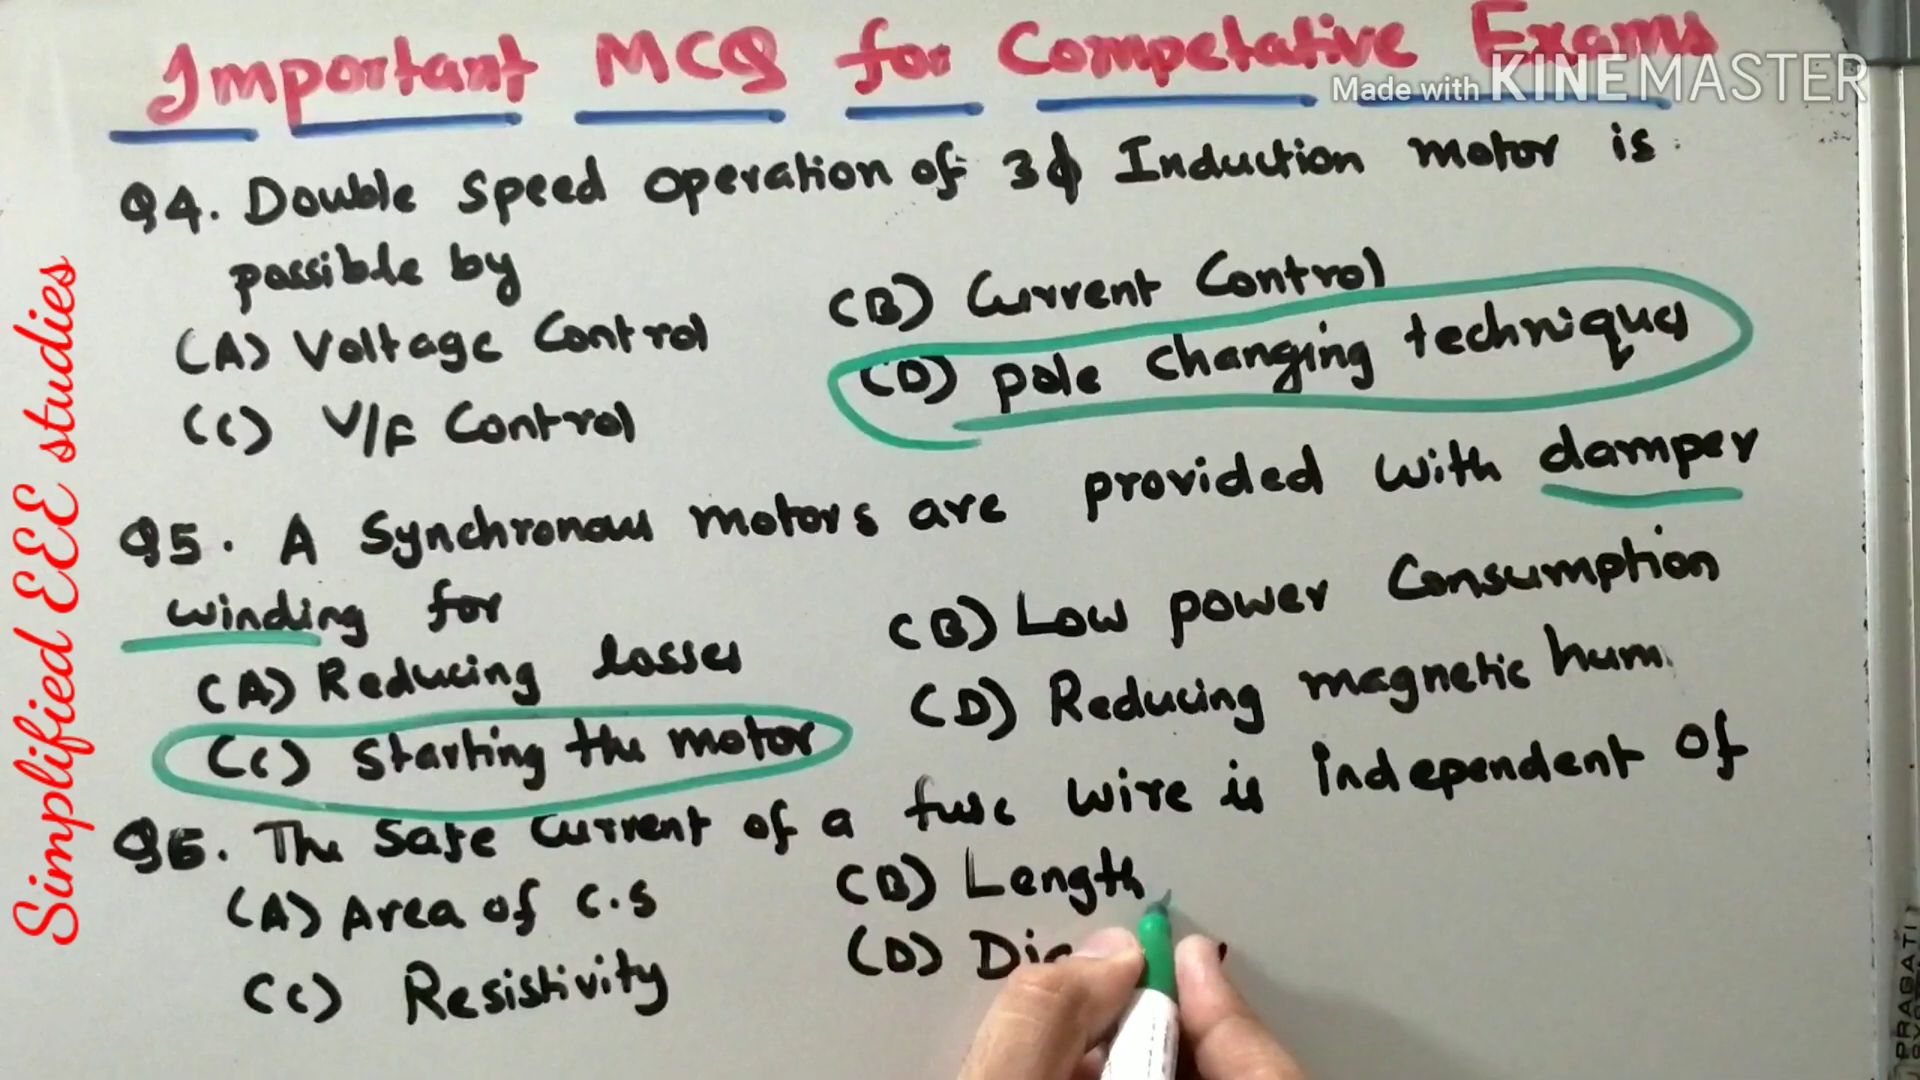 Important MCQ for Competative Exams
Made with KINEMASTER
Q4. Double speed operation of 3ϕ Induction motor is
possible by
(A) Voltage Control
(B) Current Control
(C) V/F Control
(D) pole changing techniques
Q5. A Synchronous motors are provided with damper
winding for
(A) Reducing losses
(B) Low power Consumption
(C) Starting the motor
(D) Reducing magnetic hum
Q6. The Safe Current of a fuse wire is independent of
(A) Area of C.S
(B) Length
(C) Resistivity
(D)
Simplified EEE studies
PRAGATI